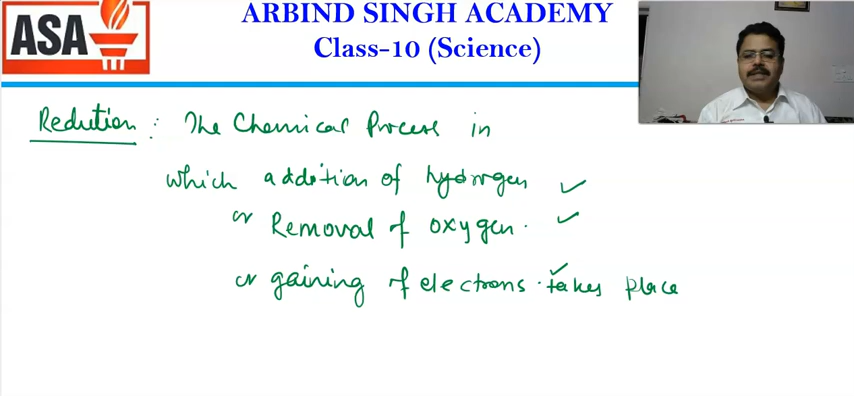 ARBIND SINGH ACADEMY
ASA
Class-10 (Science)
Redution : The Chemical Process in
which addition of hydrogen ✓
or Removal of oxygen. ✓
or gaining of electrons. ✓ takes place